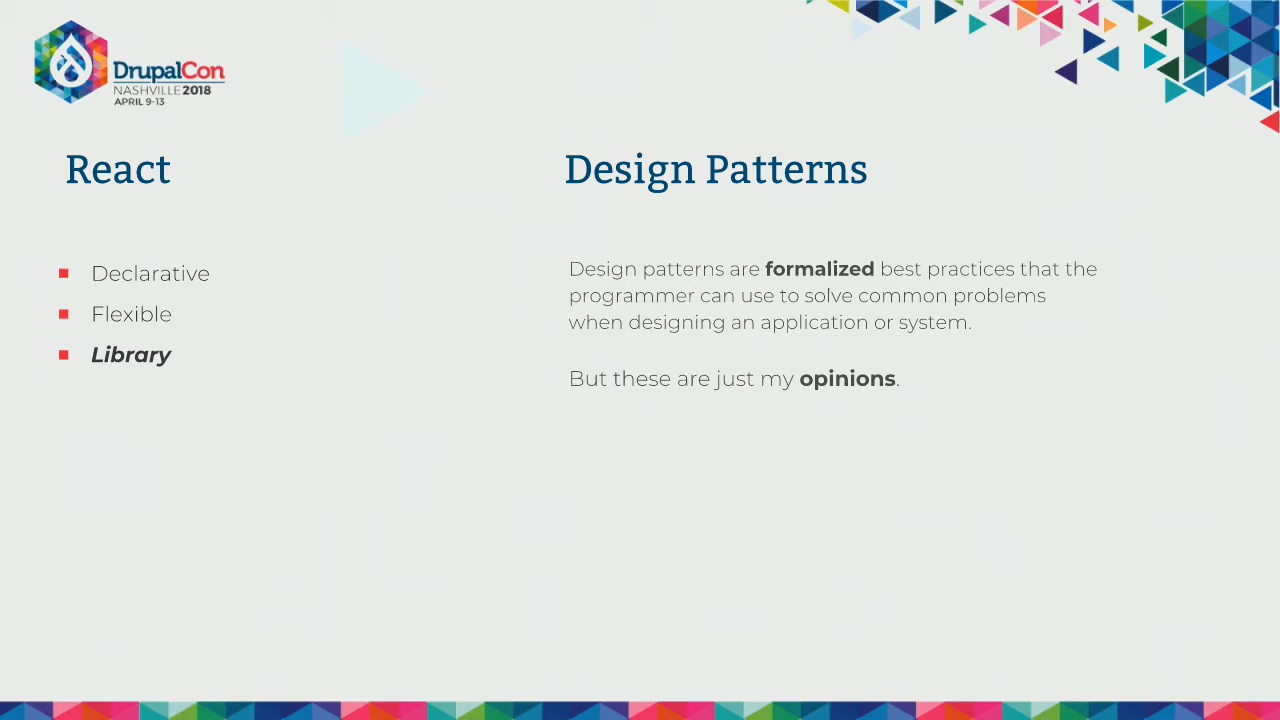 DrupalCon
NASHVILLE 2018
APRIL 9-13
React
Declarative
Flexible
Library
Design Patterns
Design patterns are formalized best practices that the
programmer can use to solve common problems
when designing an application or system.
But these are just my opinions.